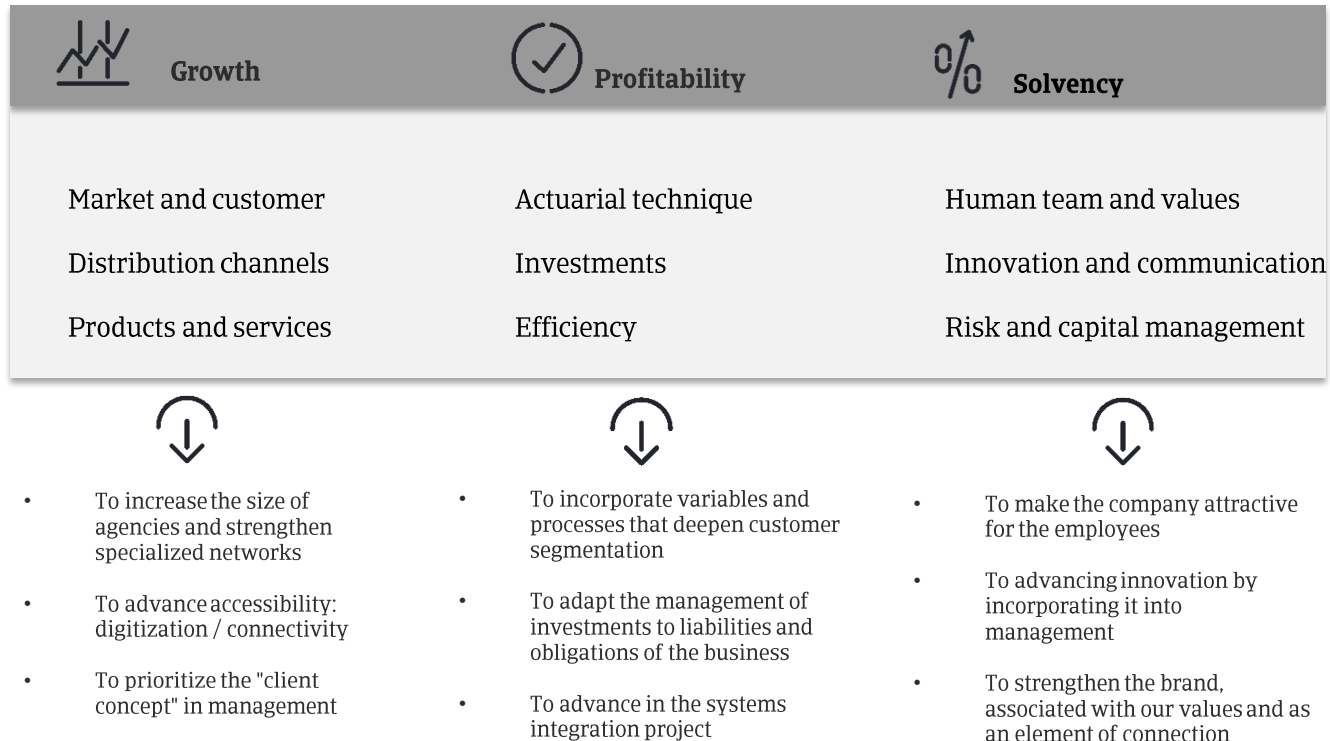 Growth
Profitability
Solvency
Market and customer
Distribution channels
Products and services
Actuarial technique
Investments
Efficiency
Human team and values
Innovation and communication
Risk and capital management
• To increase the size of
agencies and strengthen
specialized networks
• To advance accessibility:
digitization / connectivity
• To prioritize the "client
concept" in management
• To incorporate variables and
processes that deepen customer
segmentation
• To adapt the management of
investments to liabilities and
obligations of the business
• To advance in the systems
integration project
• To make the company attractive
for the employees
• To advancing innovation by
incorporating it into
management
• To strengthen the brand,
associated with our values and as
an element of connection